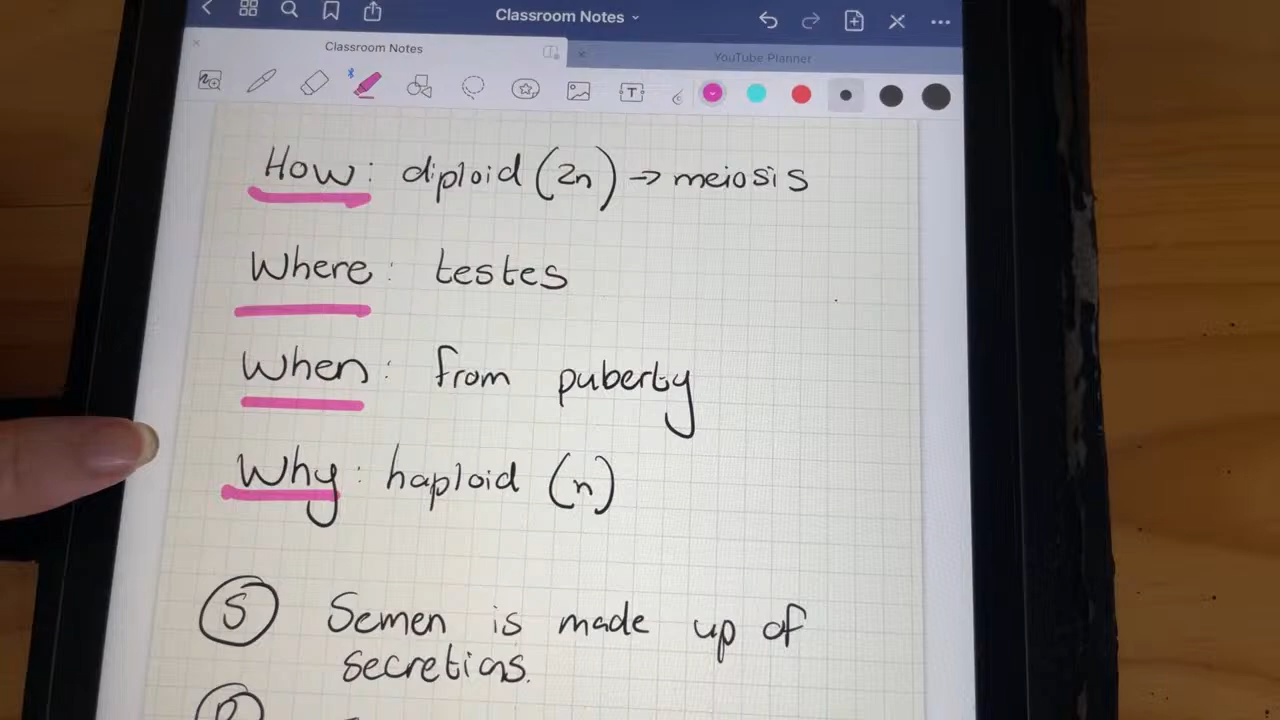 Classroom Notes
Classroom Notes
YouTube Planner
T
How: diploid (2n) → meiosis
Where: testes
When: from puberty
Why: haploid (n)
S Semen is made up of
secretions.